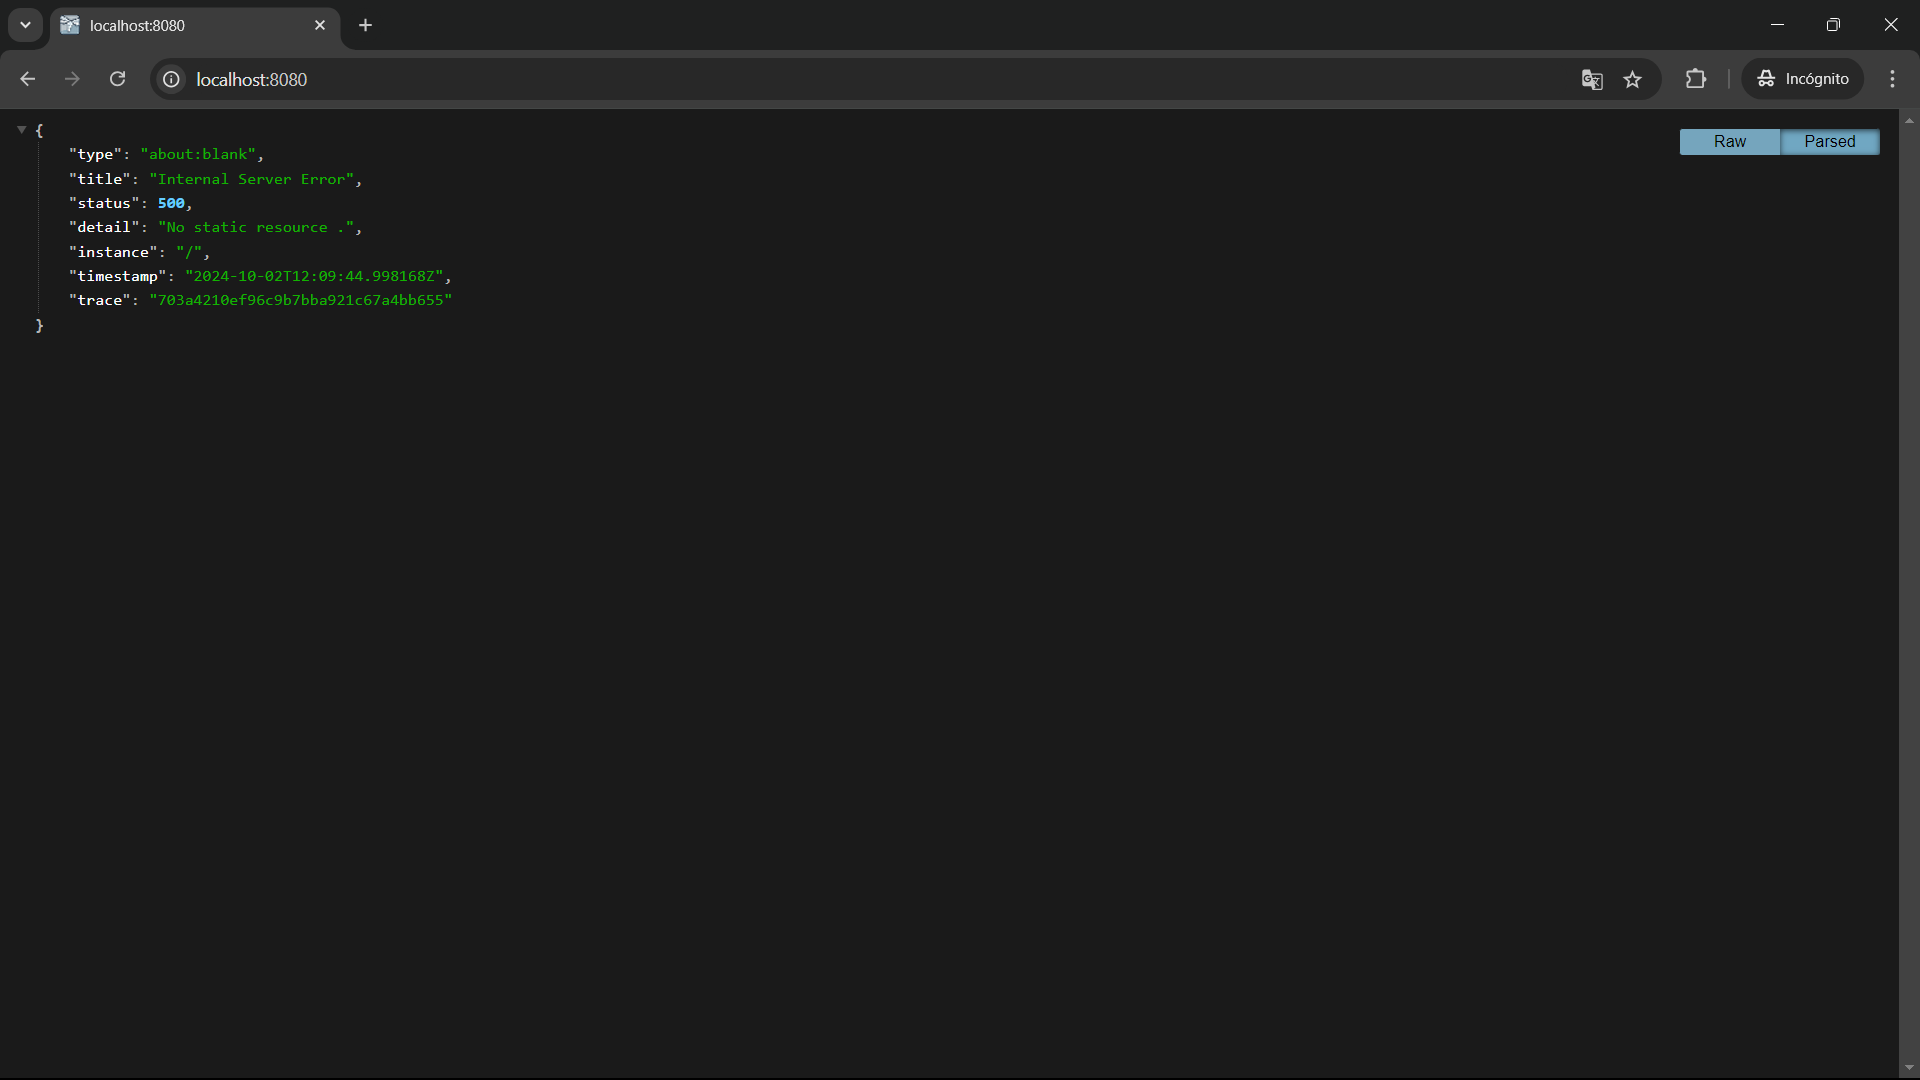 localhost:8080
localhost:8080
Incógnito
Raw Parsed
{
"type": "about:blank",
"title": "Internal Server Error",
"status": 500,
"detail": "No static resource .",
"instance": "/",
"timestamp": "2024-10-02T12:09:44.998168Z",
"trace": "703a4210ef96c9b7bba921c67a4bb655"
}